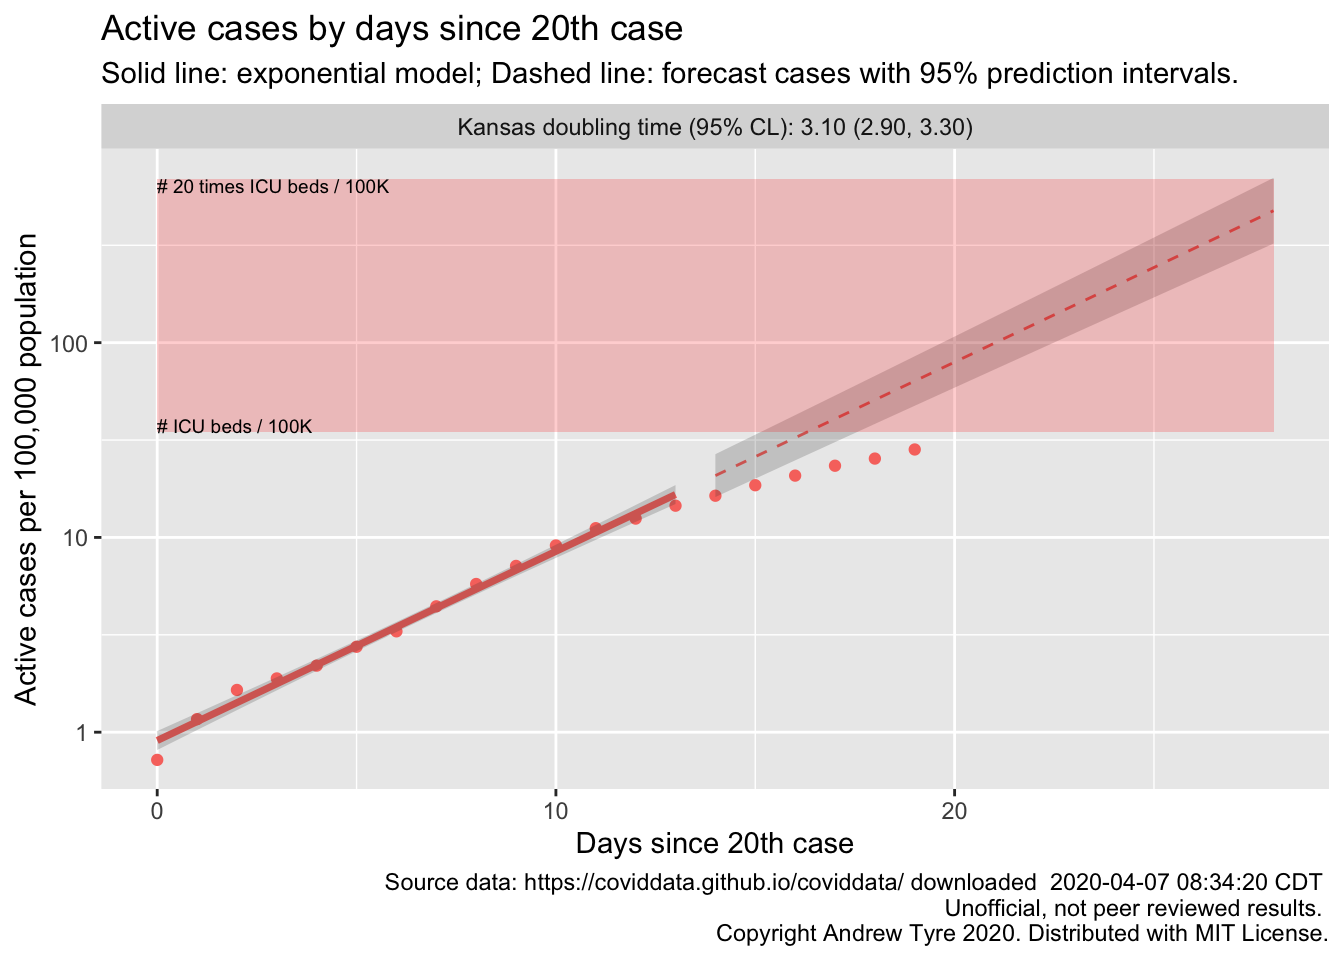 Active cases by days since 20th case
Solid line: exponential model; Dashed line: forecast cases with 95% prediction intervals.
Kansas doubling time (95% CL): 3.10 (2.90, 3.30)
# 20 times ICU beds / 100K
# ICU beds / 100K
Active cases per 100,000 population
100
10
1
0
10
20
Days since 20th case
Source data: https://coviddata.github.io/coviddata/ downloaded  2020-04-07 08:34:20 CDT
Unofficial, not peer reviewed results.
Copyright Andrew Tyre 2020. Distributed with MIT License.